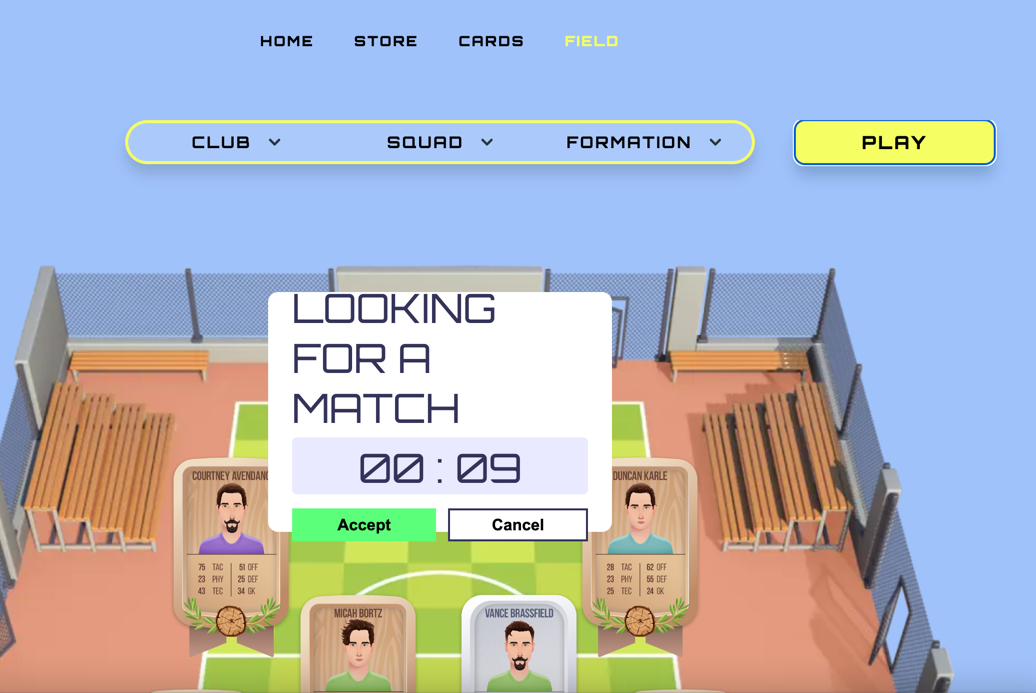 HOME STORE CARDS FIELD
CLUB SQUAD FORMATION PLAY
LOOKING
FOR A
MATCH
00 : 09
Accept Cancel
COURTNEY AVENDANO
75 TAC 51 OFF
23 PHY 25 DEF
43 TEC 34 GK
DUNCAN KARLE
28 TAC 62 OFF
23 PHY 55 DEF
25 TEC 24 GK
MICAH BORTZ
VANCE BRASSFIELD